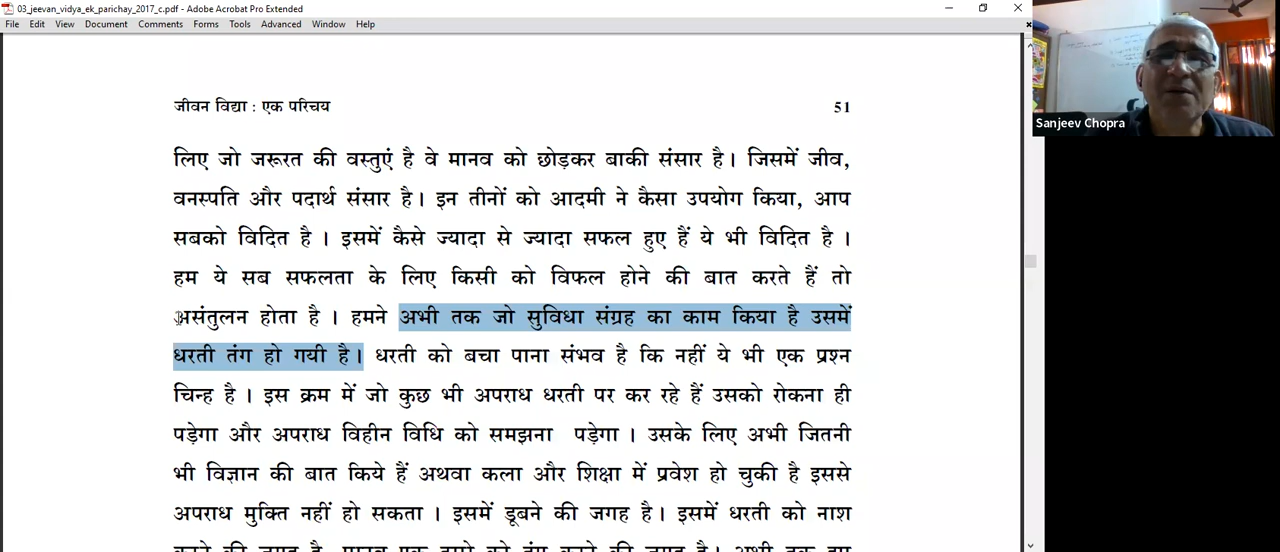 03_jeevan_vidya_ek_parichay_2017_c.pdf - Adobe Acrobat Pro Extended
File Edit View Document Comments Forms Tools Advanced Window Help
Sanjeev Chopra
जीवन विद्या : एक परिचय 51
लिए जो जरूरत की वस्तुएं है वे मानव को छोड़कर बाकी संसार है। जिसमें जीव,
वनस्पति और पदार्थ संसार है। इन तीनों को आदमी ने कैसा उपयोग किया, आप
सबको विदित है । इसमें कैसे ज्यादा से ज्यादा सफल हुए हैं ये भी विदित है ।
हम ये सब सफलता के लिए किसी को विफल होने की बात करते हैं तो
असंतुलन होता है । हमने अभी तक जो सुविधा संग्रह का काम किया है उसमें
धरती तंग हो गयी है। धरती को बचा पाना संभव है कि नहीं ये भी एक प्रश्न
चिन्ह है । इस क्रम में जो कुछ भी अपराध धरती पर कर रहे हैं उसको रोकना ही
पड़ेगा और अपराध विहीन विधि को समझना पड़ेगा । उसके लिए अभी जितनी
भी विज्ञान की बात किये हैं अथवा कला और शिक्षा में प्रवेश हो चुकी है इससे
अपराध मुक्ति नहीं हो सकता । इसमें डूबने की जगह है। इसमें धरती को नाश